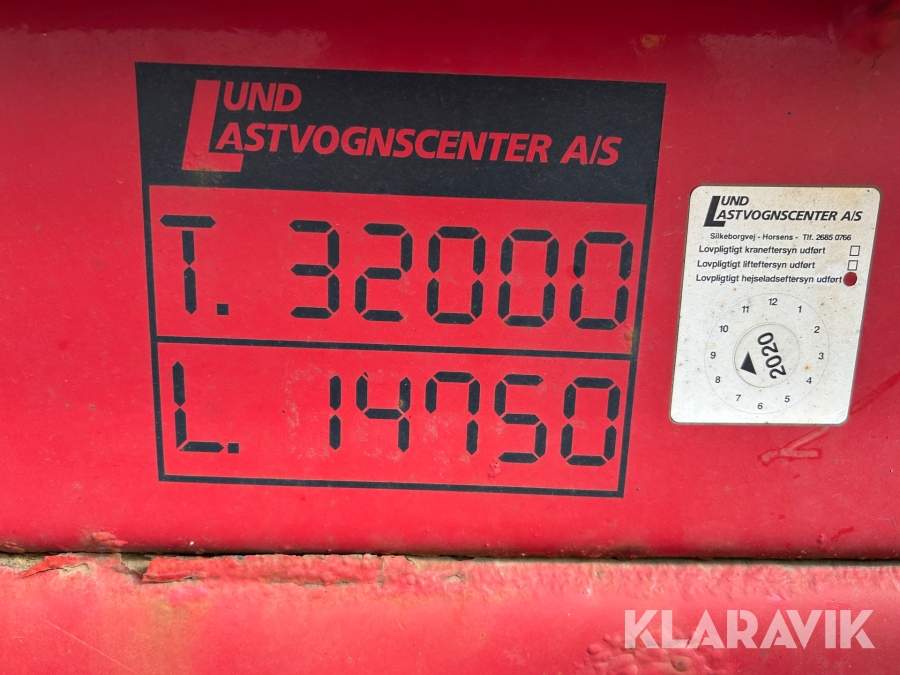 LUND
LASTVOGNSCENTER A/S
T. 32000
L. 14750
LUND
LASTVOGNSCENTER A/S
Silkeborgvej - Horsens - Tlf. 2685 0766
Lovpligtigt kraneftersyn udført
Lovpligtigt lifteftersyn udført
Lovpligtigt hejseladseftersyn udført
12
11 1
10 2
9 2020 3
8 4
7 5
6
KLARAVIK